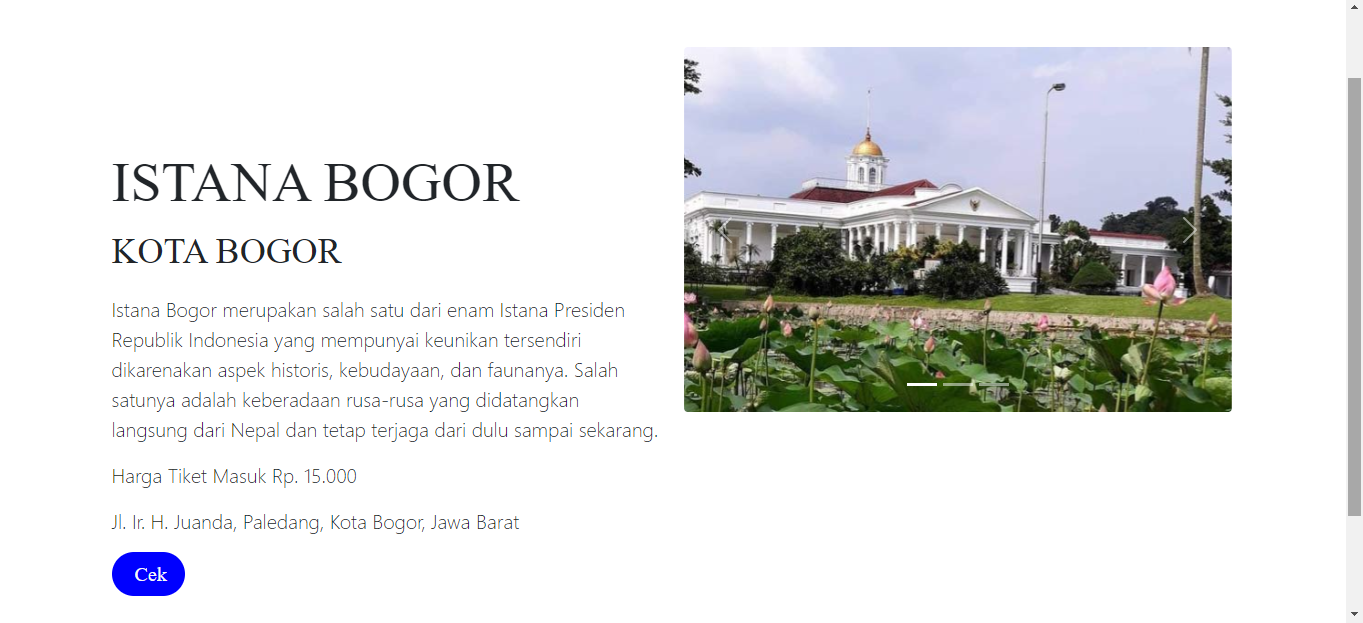 ISTANA BOGOR
KOTA BOGOR
Istana Bogor merupakan salah satu dari enam Istana Presiden
Republik Indonesia yang mempunyai keunikan tersendiri
dikarenakan aspek historis, kebudayaan, dan faunanya. Salah
satunya adalah keberadaan rusa-rusa yang didatangkan
langsung dari Nepal dan tetap terjaga dari dulu sampai sekarang.
Harga Tiket Masuk Rp. 15.000
Jl. Ir. H. Juanda, Paledang, Kota Bogor, Jawa Barat
Cek